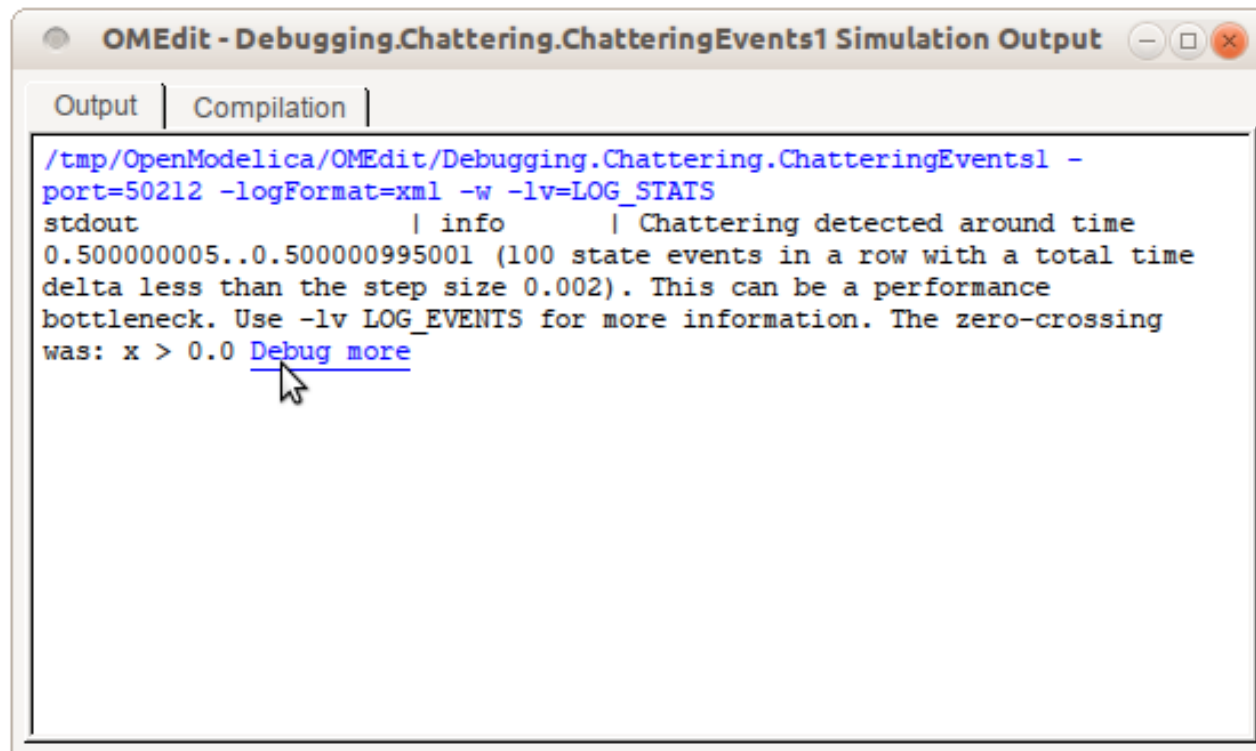 OMEdit - Debugging.Chattering.ChatteringEvents1 Simulation Output
Output
Compilation
/tmp/OpenModelica/OMEdit/Debugging.Chattering.ChatteringEvents1 -
port=50212 -logFormat=xml -w -lv=LOG_STATS
stdout | info | Chattering detected around time
0.500000005..0.500000995001 (100 state events in a row with a total time
delta less than the step size 0.002). This can be a performance
bottleneck. Use -lv LOG_EVENTS for more information. The zero-crossing
was: x > 0.0 Debug more